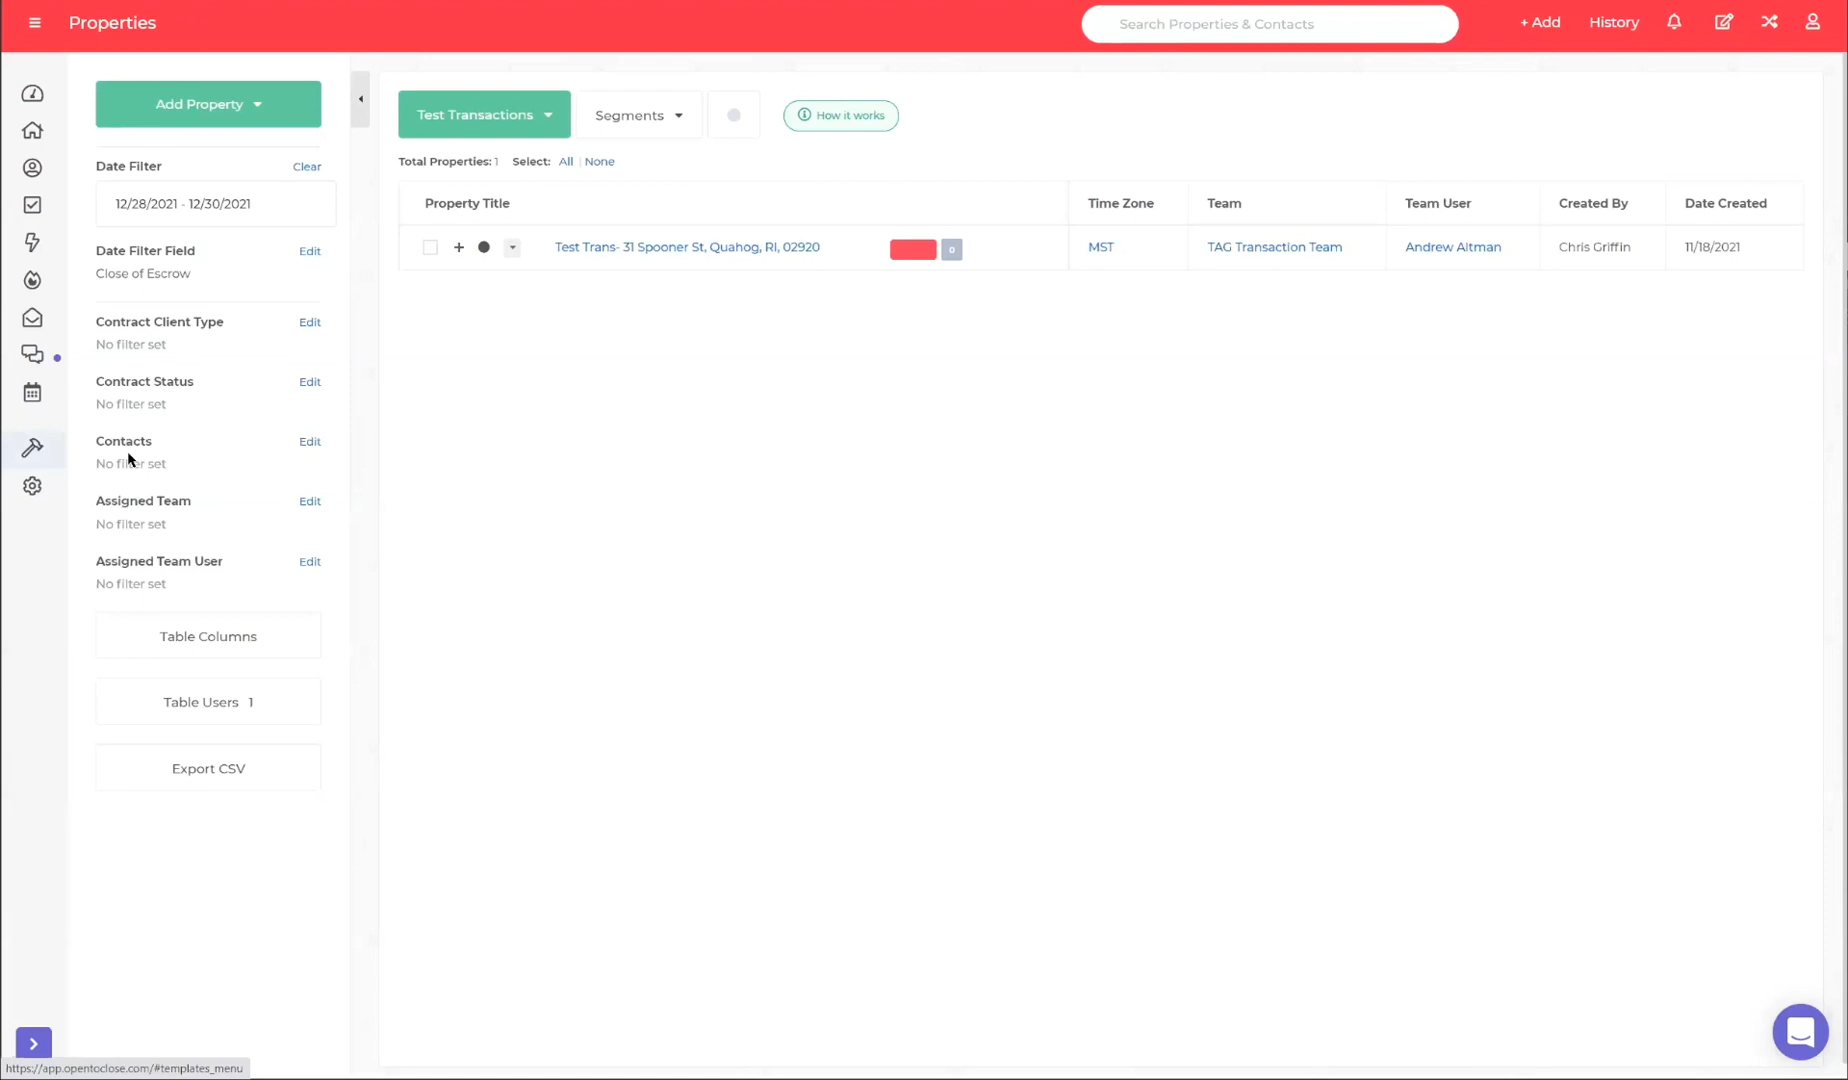 Properties
Search Properties & Contacts
+ Add
History
Add Property
Date Filter
Clear
12/28/2021 - 12/30/2021
Date Filter Field
Edit
Close of Escrow
Contract Client Type
Edit
No filter set
Contract Status
Edit
No filter set
Contacts
Edit
No filter set
Assigned Team
Edit
No filter set
Assigned Team User
Edit
No filter set
Table Columns
Table Users 1
Export CSV
Test Transactions
Segments
How it works
Total Properties: 1 Select: All | None
Property Title
Time Zone
Team
Team User
Created By
Date Created
Test Trans- 31 Spooner St, Quahog, RI, 02920
0
MST
TAG Transaction Team
Andrew Altman
Chris Griffin
11/18/2021
https://app.opentoclose.com/#templates_menu